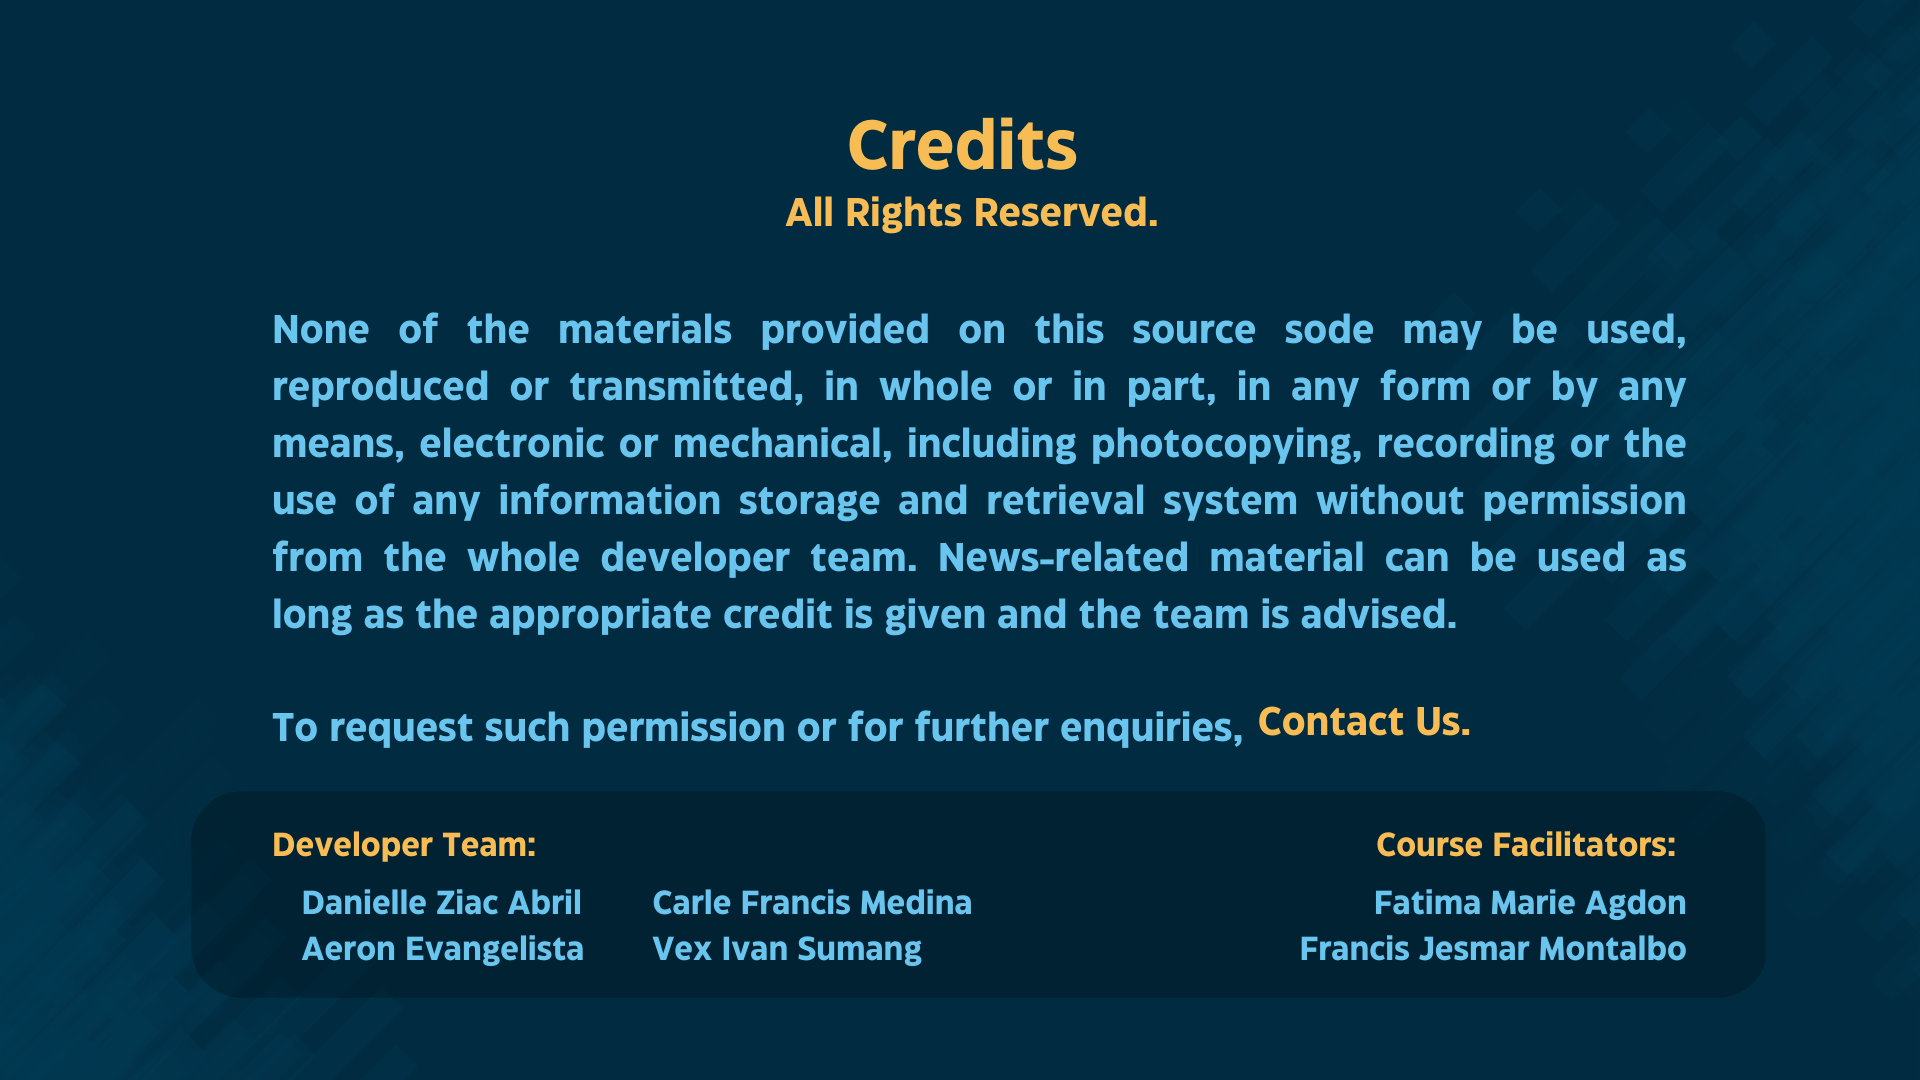 Credits
All Rights Reserved.
None of the materials provided on this source sode may be used,
reproduced or transmitted, in whole or in part, in any form or by any
means, electronic or mechanical, including photocopying, recording or the
use of any information storage and retrieval system without permission
from the whole developer team. News-related material can be used as
long as the appropriate credit is given and the team is advised.
To request such permission or for further enquiries, Contact Us.
Developer Team:
Danielle Ziac Abril
Aeron Evangelista
Carle Francis Medina
Vex Ivan Sumang
Course Facilitators:
Fatima Marie Agdon
Francis Jesmar Montalbo